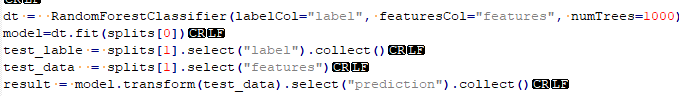 dt = RandomForestClassifier(labelCol="label", featuresCol="features", numTrees=1000)
model=dt.fit(splits[0])CRLF
test_lable = splits[1].select("label").collect()CRLF
test_data = splits[1].select("features")CRLF
result = model.transform(test_data).select("prediction").collect()CRLF